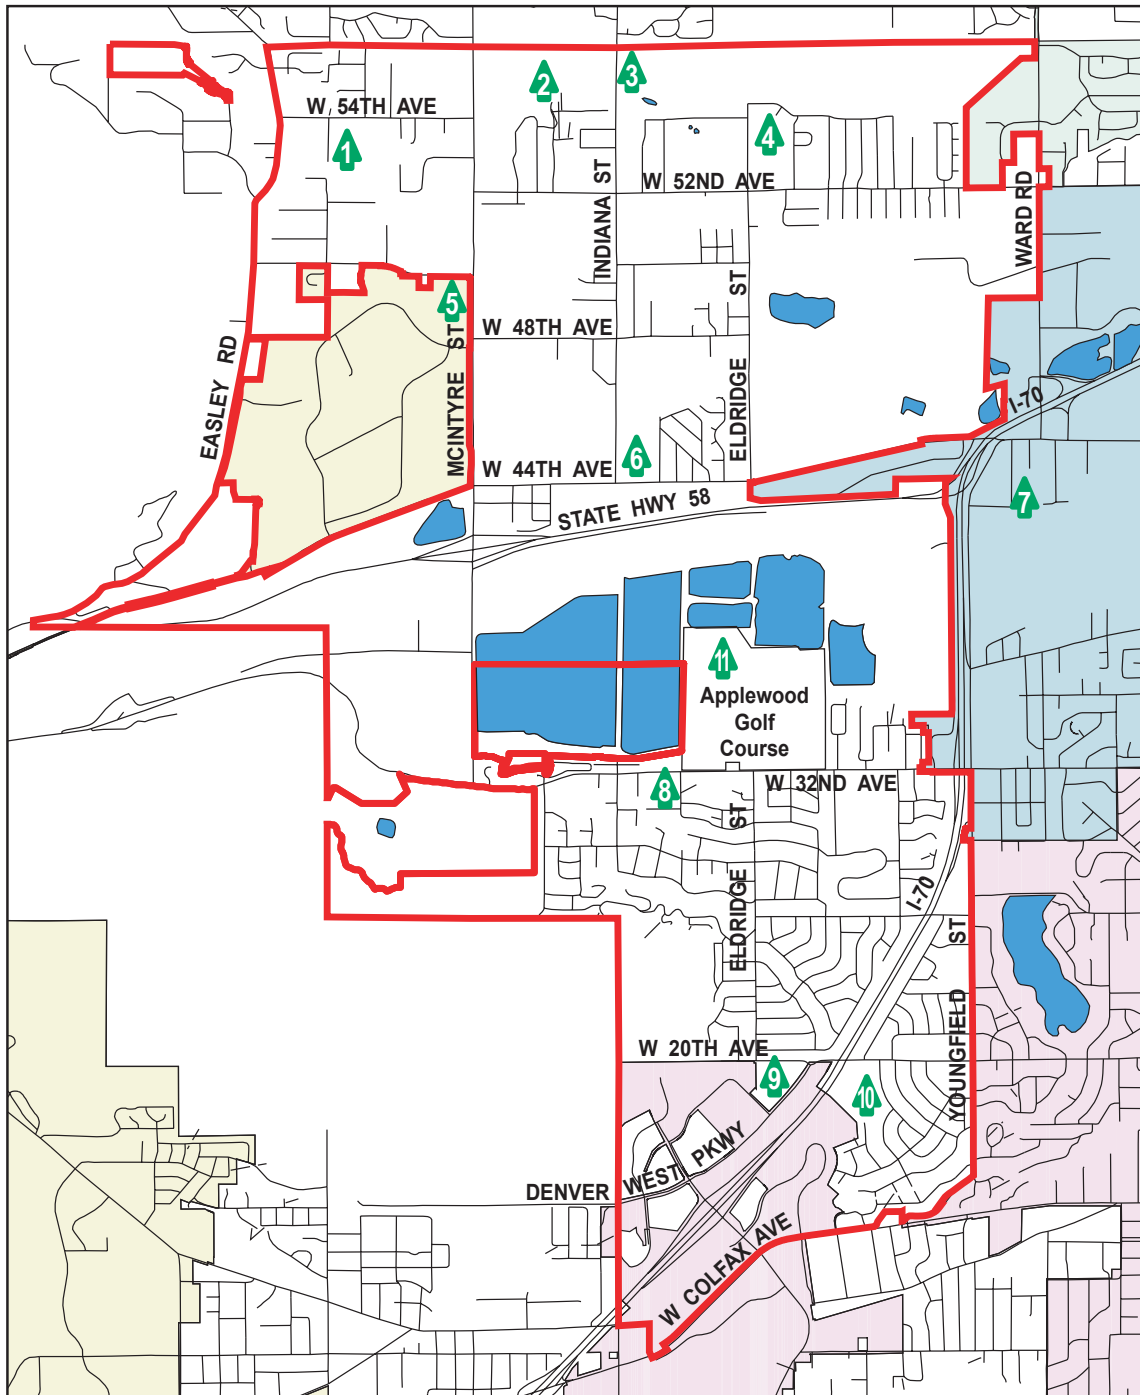 2
3
W 54TH AVE
1
4
INDIANA ST
W 52ND AVE
WARD RD
5
ELDRIDGE ST
W 48TH AVE
MCINTYRE ST
EASLEY RD
I-70
W 44TH AVE
6
7
STATE HWY 58
11
Applewood
Golf
Course
8
W 32ND AVE
ELDRIDGE ST
I-70
YOUNGFIELD ST
W 20TH AVE
9
10
DENVER WEST PKWY
W COLFAX AVE